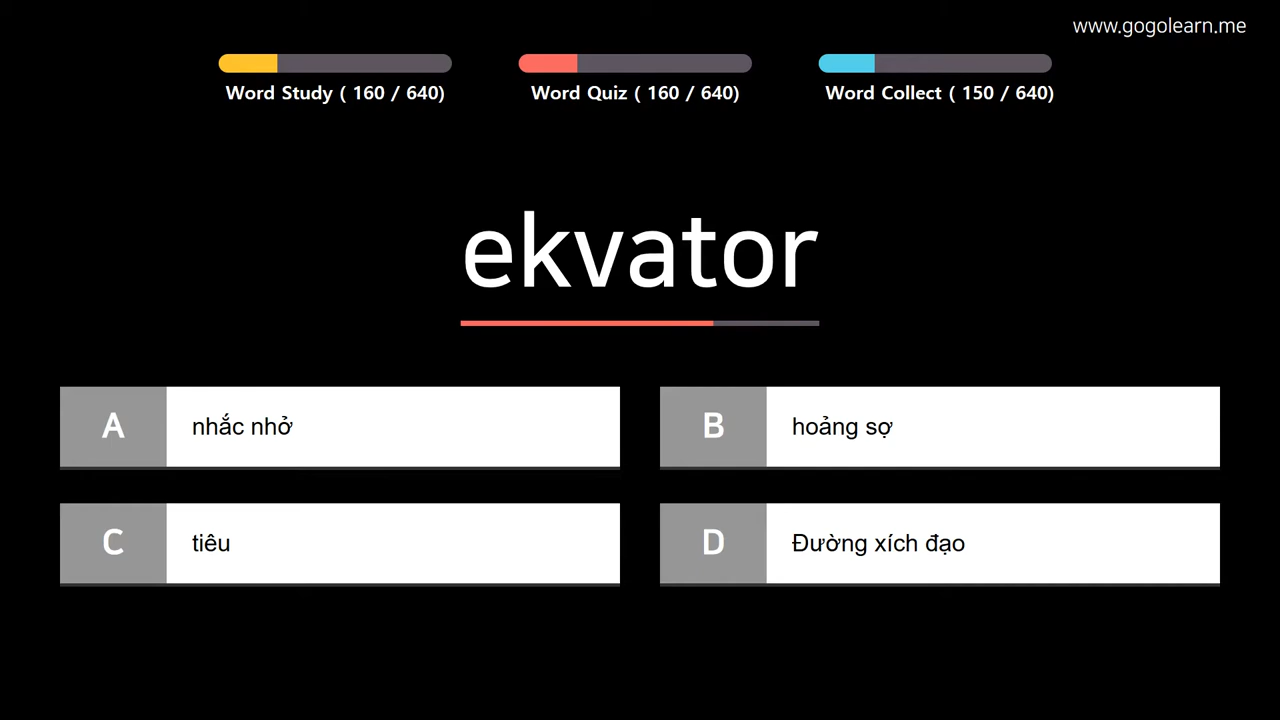 www.gogolearn.me
Word Study ( 160 / 640)
Word Quiz ( 160 / 640)
Word Collect ( 150 / 640)
ekvator
A
nhắc nhở
B
hoảng sợ
C
tiêu
D
Đường xích đạo